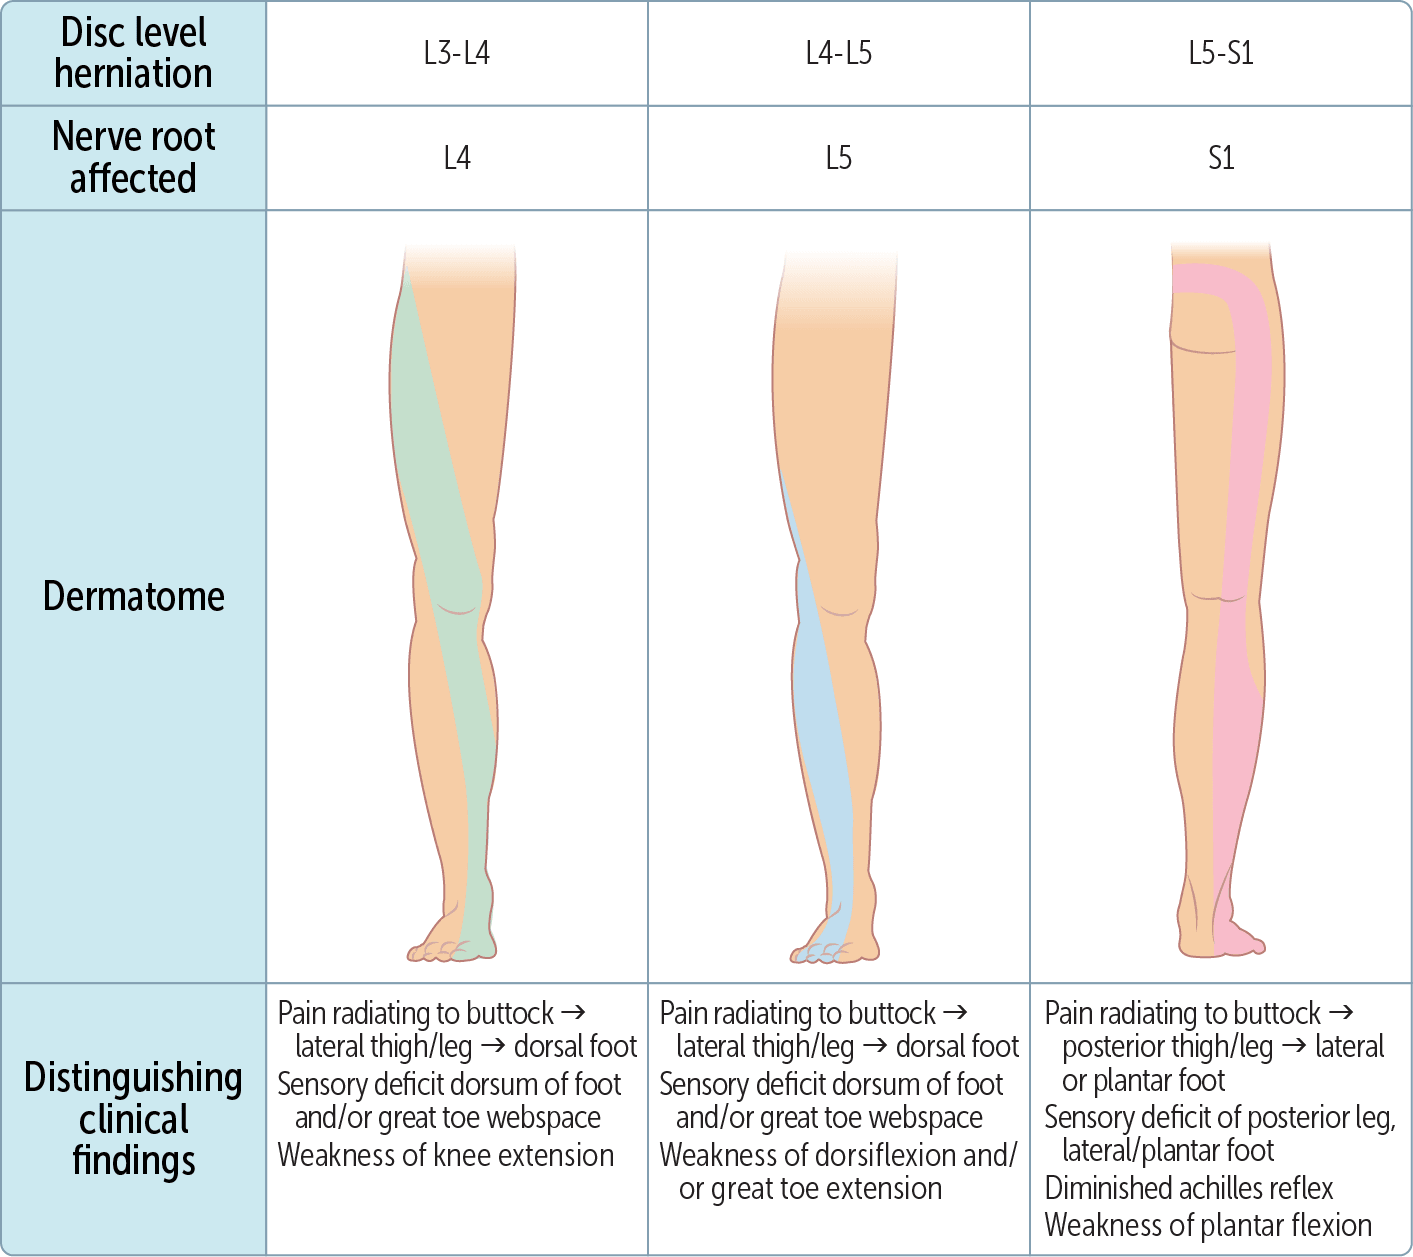 Disc level
herniation
L3-L4
L4-L5
L5-S1
Nerve root
affected
L4
L5
S1
Dermatome
Distinguishing
clinical
findings
Pain radiating to buttock →
lateral thigh/leg → dorsal foot
Sensory deficit dorsum of foot
and/or great toe webspace
Weakness of knee extension
Pain radiating to buttock →
lateral thigh/leg → dorsal foot
Sensory deficit dorsum of foot
and/or great toe webspace
Weakness of dorsiflexion and/
or great toe extension
Pain radiating to buttock →
posterior thigh/leg → lateral
or plantar foot
Sensory deficit of posterior leg,
lateral/plantar foot
Diminished achilles reflex
Weakness of plantar flexion